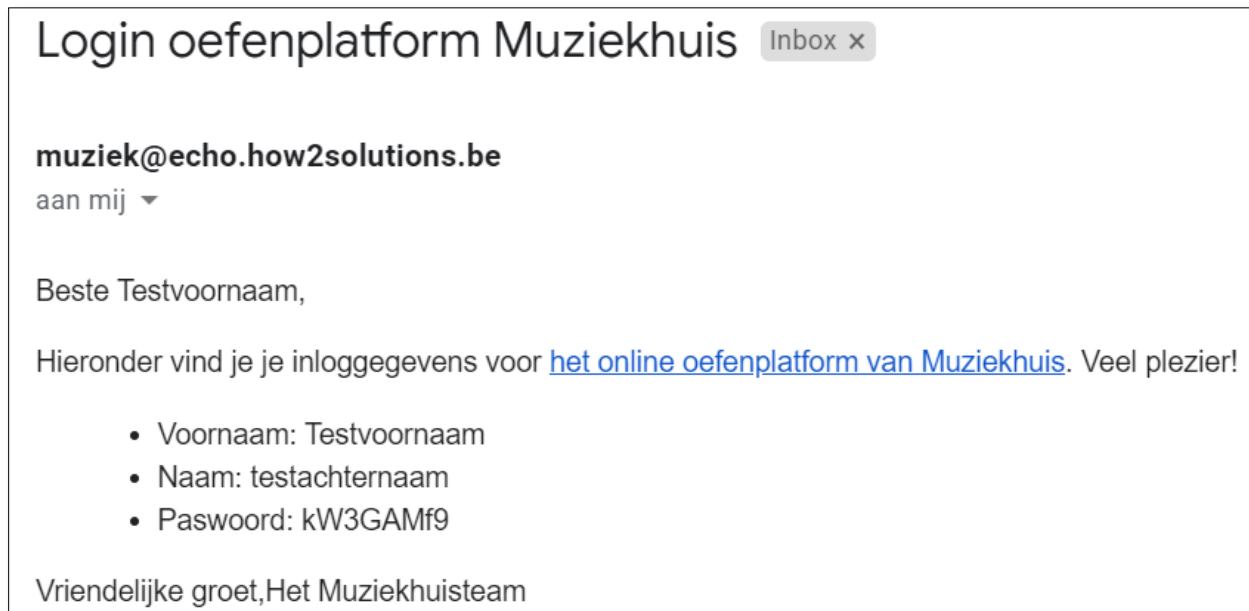 Login oefenplatform Muziekhuis Inbox ×
muziek@echo.how2solutions.be
aan mij
Beste Testvoornaam,
Hieronder vind je je inloggegevens voor het online oefenplatform van Muziekhuis. Veel plezier!
• Voornaam: Testvoornaam
• Naam: testachternaam
• Paswoord: kW3GAMf9
Vriendelijke groet,Het Muziekhuisteam